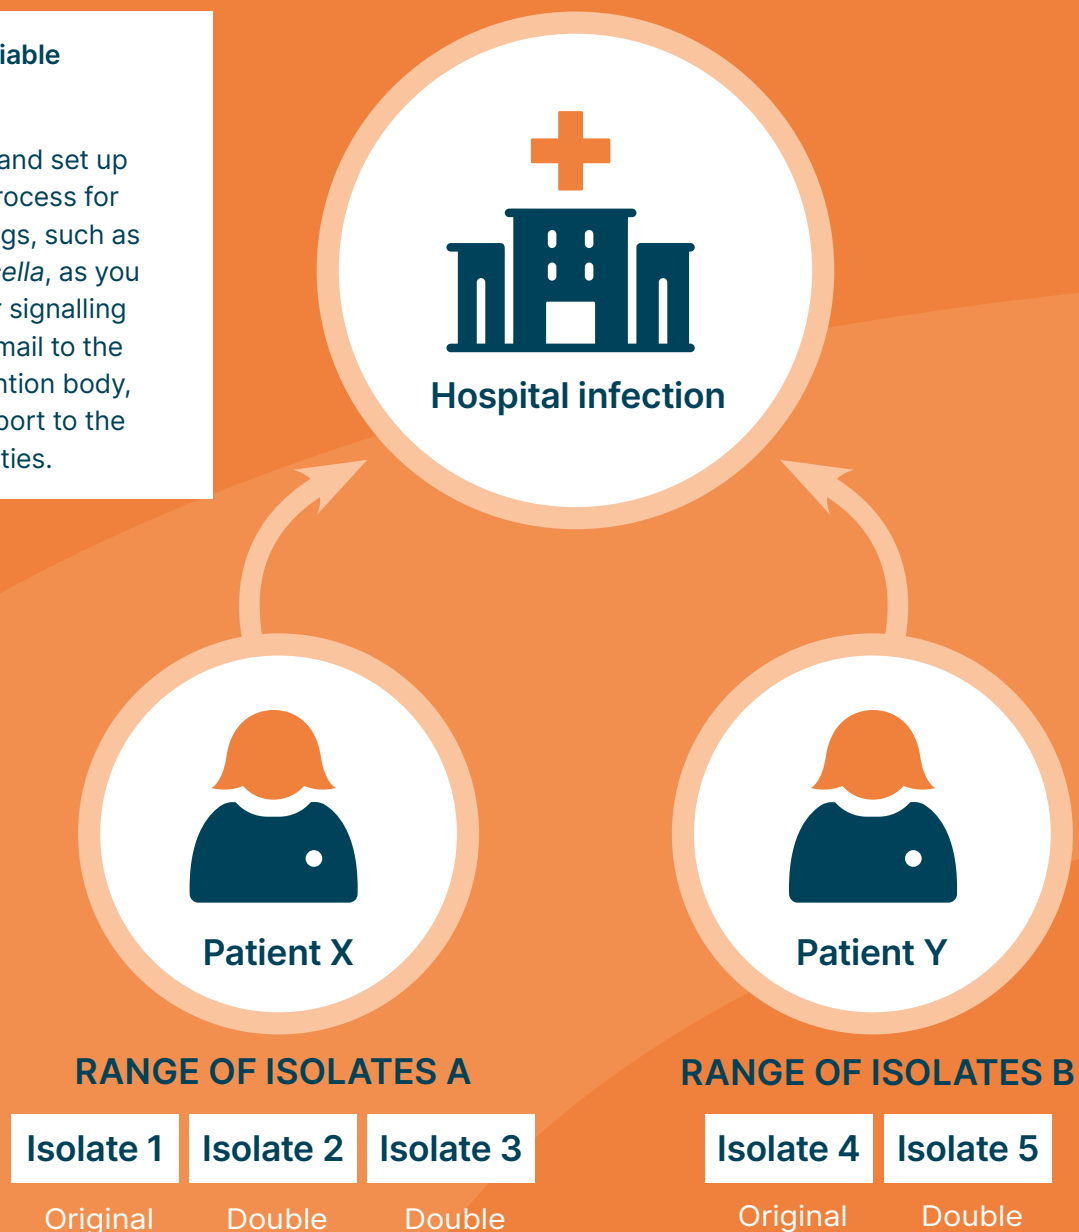 iable
and set up
rocess for
gs, such as
ella, as you
r signalling
mail to the
ntion body,
port to the
ties.
Hospital infection
Patient X
Patient Y
RANGE OF ISOLATES A
RANGE OF ISOLATES B
Isolate 1 Isolate 2 Isolate 3
Isolate 4 Isolate 5
Original Double Double
Original Double